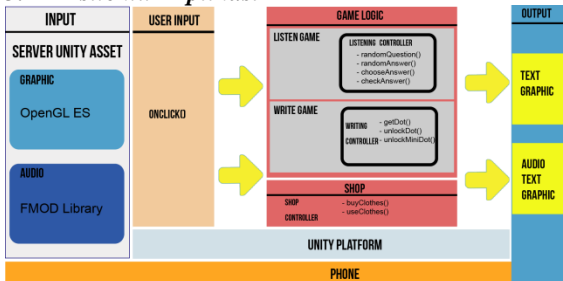 INPUT
SERVER UNITY ASSET
GRAPHIC
OpenGL ES
AUDIO
FMOD Library
USER INPUT
ONCLICK()
GAME LOGIC
LISTEN GAME
LISTENING CONTROLLER
- randomQuestion()
- randomAnswer()
- chooseAnswer()
- checkAnswer()
WRITE GAME
WRITING
CONTROLLER
- getDot()
- unlockDot()
- unlockMiniDot()
SHOP
SHOP
CONTROLLER
- buyClothes()
- useClothes()
OUTPUT
TEXT
GRAPHIC
AUDIO
TEXT
GRAPHIC
UNITY PLATFORM
PHONE